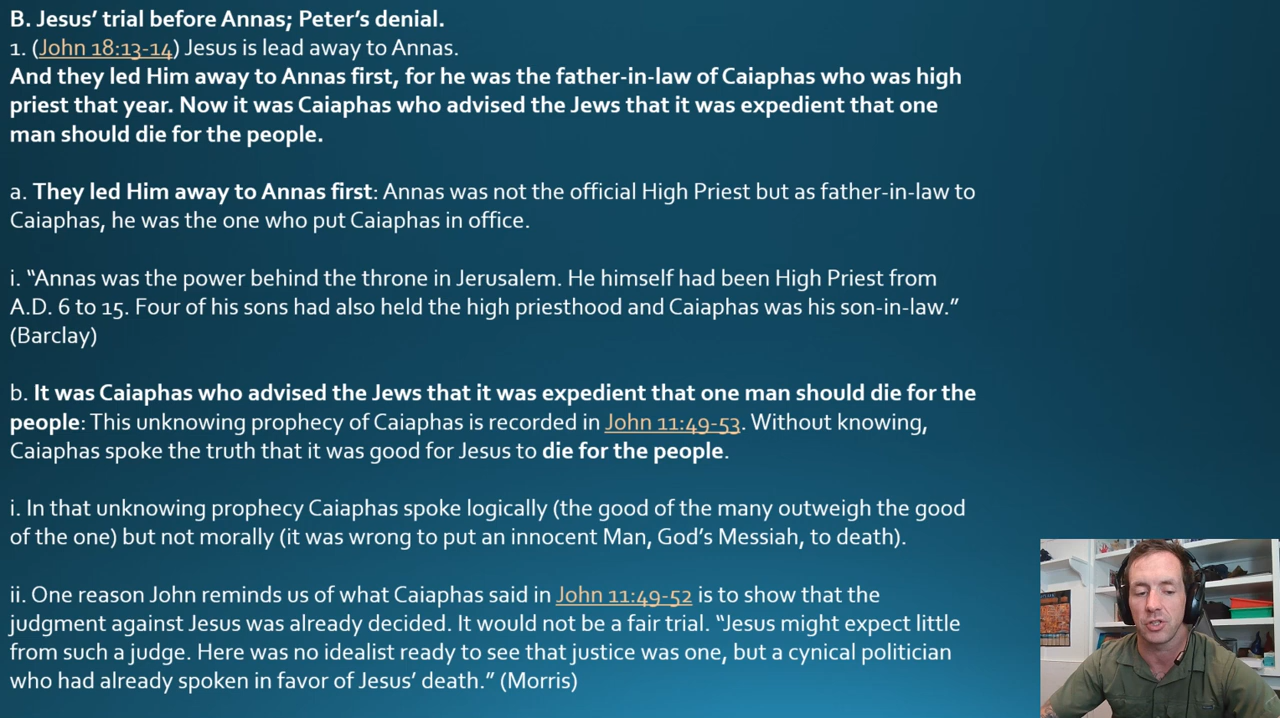 B. Jesus’ trial before Annas; Peter’s denial.
1. (John 18:13-14) Jesus is lead away to Annas.
And they led Him away to Annas first, for he was the father-in-law of Caiaphas who was high
priest that year. Now it was Caiaphas who advised the Jews that it was expedient that one
man should die for the people.
a. They led Him away to Annas first: Annas was not the official High Priest but as father-in-law to
Caiaphas, he was the one who put Caiaphas in office.
i. “Annas was the power behind the throne in Jerusalem. He himself had been High Priest from
A.D. 6 to 15. Four of his sons had also held the high priesthood and Caiaphas was his son-in-law.”
(Barclay)
b. It was Caiaphas who advised the Jews that it was expedient that one man should die for the
people: This unknowing prophecy of Caiaphas is recorded in John 11:49-53. Without knowing,
Caiaphas spoke the truth that it was good for Jesus to die for the people.
i. In that unknowing prophecy Caiaphas spoke logically (the good of the many outweigh the good
of the one) but not morally (it was wrong to put an innocent Man, God’s Messiah, to death).
ii. One reason John reminds us of what Caiaphas said in John 11:49-52 is to show that the
judgment against Jesus was already decided. It would not be a fair trial. “Jesus might expect little
from such a judge. Here was no idealist ready to see that justice was one, but a cynical politician
who had already spoken in favor of Jesus’ death.” (Morris)